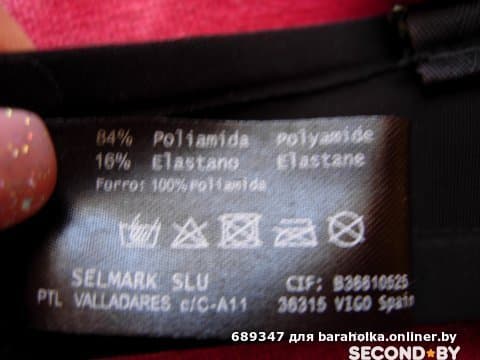 84% Poliamida Polyamide
16% Elastano Elastane
Forro: 100% Poliamida
SELMARK SLU CIF: B36810525
PTL VALLADARES c/C-A11 36315 VIGO Spain
689347 для baraholka.onliner.by
SECOND BY